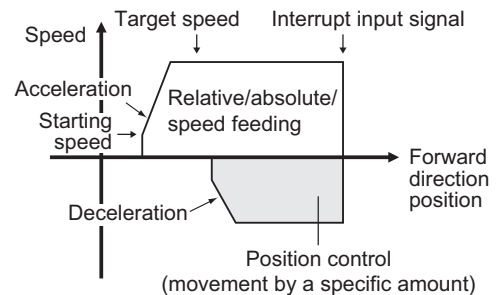 Target speed
Interrupt input signal
Speed
Acceleration
Relative/absolute/
speed feeding
Starting
speed
Forward
direction
position
Deceleration
Position control
(movement by a specific amount)